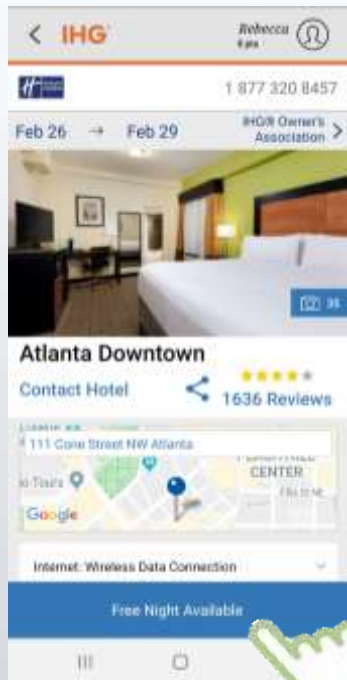 IHG
Rebecca
1 877 320 8457
Feb 26 → Feb 29
IHG® Owner's
Association
35
Atlanta Downtown
Contact Hotel
1636 Reviews
111 Cone Street NW Atlanta
CENTER
Tours
Google
Internet: Wireless Data Connection
Free Night Available